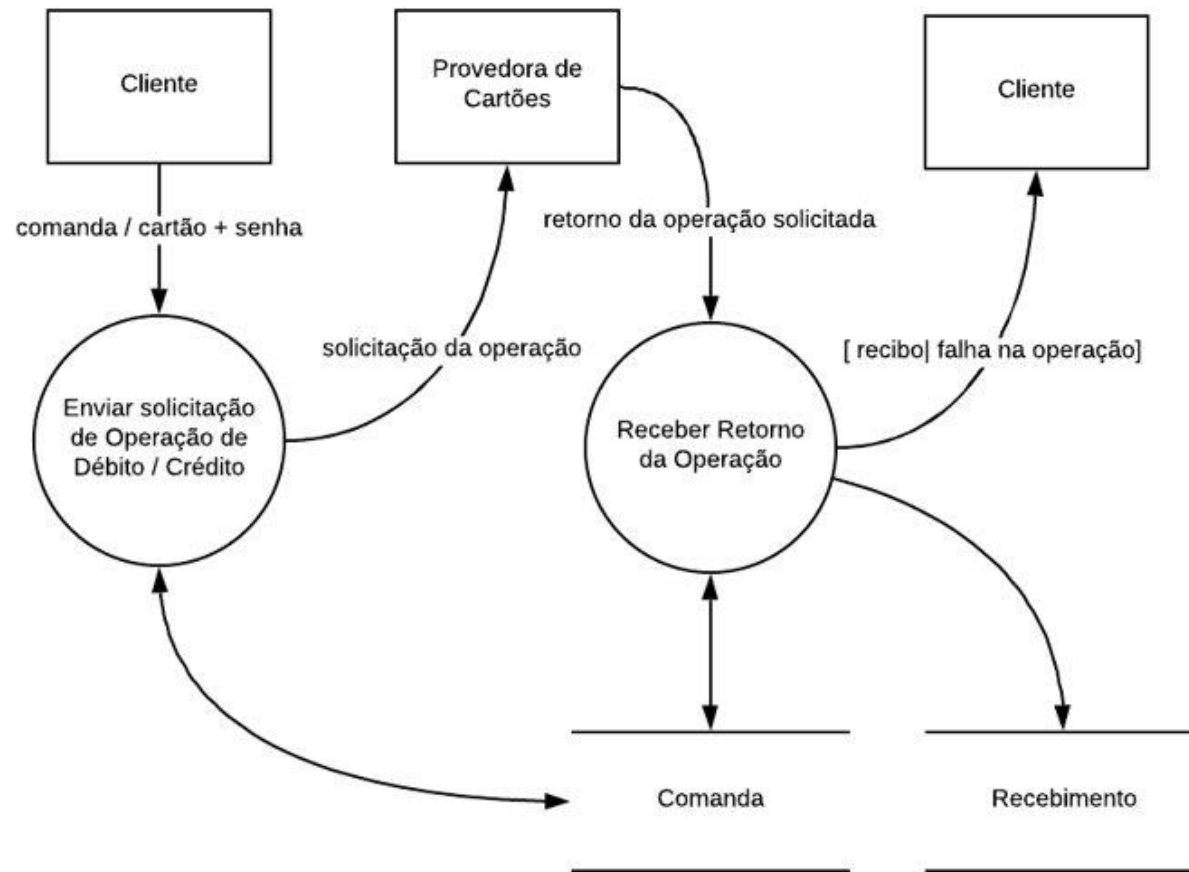 Cliente
Provedora de
Cartões
Cliente
comanda / cartão + senha
retorno da operação solicitada
solicitação da operação
[ recibo| falha na operação]
Enviar solicitação
de Operação de
Débito / Crédito
Receber Retorno
da Operação
Comanda
Recebimento